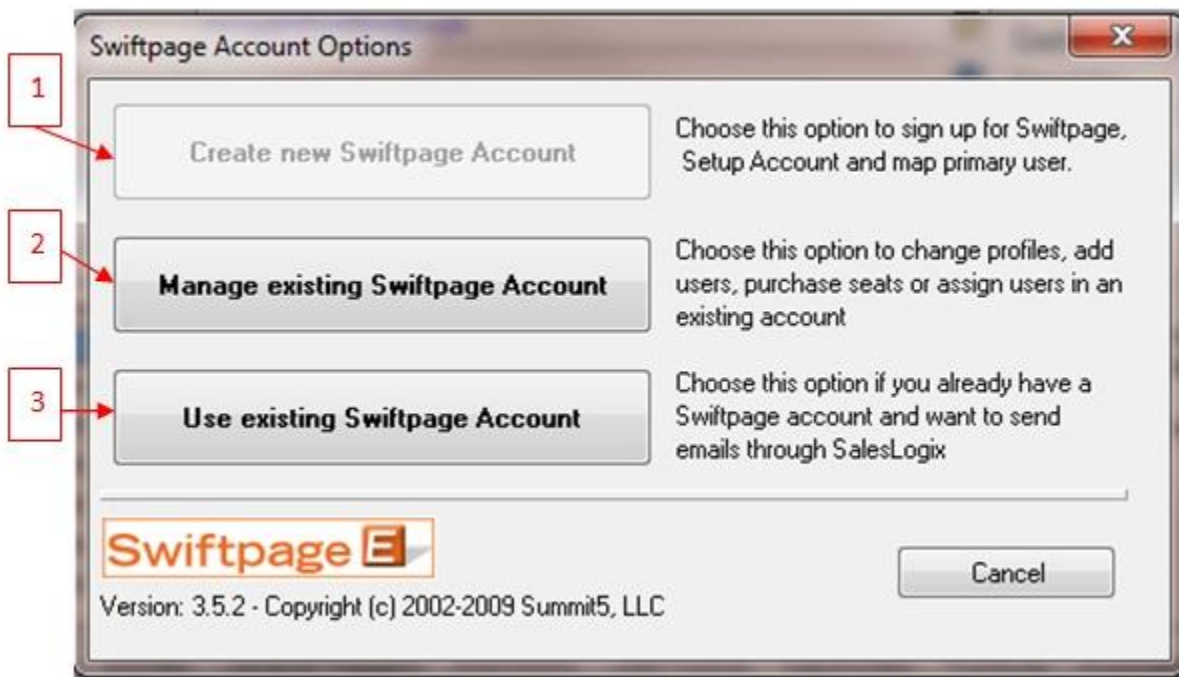 Swiftpage Account Options
1
Create new Swiftpage Account
Choose this option to sign up for Swiftpage,
Setup Account and map primary user.
2
Manage existing Swiftpage Account
Choose this option to change profiles, add
users, purchase seats or assign users in an
existing account
3
Use existing Swiftpage Account
Choose this option if you already have a
Swiftpage account and want to send
emails through SalesLogix
Swiftpage E
Cancel
Version: 3.5.2 - Copyright (c) 2002-2009 Summit5, LLC